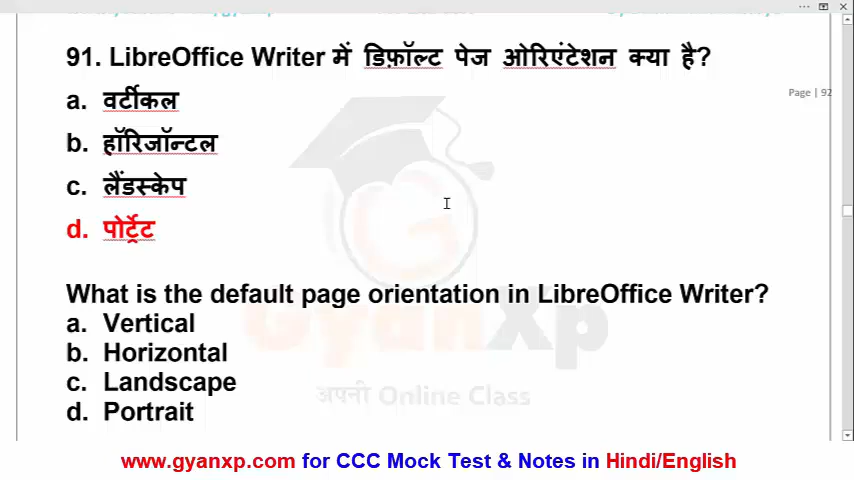 91. LibreOffice Writer में डिफ़ॉल्ट पेज ओरिएंटेशन क्या है?
Page | 92
a. वर्टीकल
b. हॉरिजॉन्टल
c. लैंडस्केप
d. पोर्ट्रेट
What is the default page orientation in LibreOffice Writer?
a. Vertical
GyanXp
b. Horizontal
c. Landscape
अपनी Online Class
d. Portrait
www.gyanxp.com for CCC Mock Test & Notes in Hindi/English